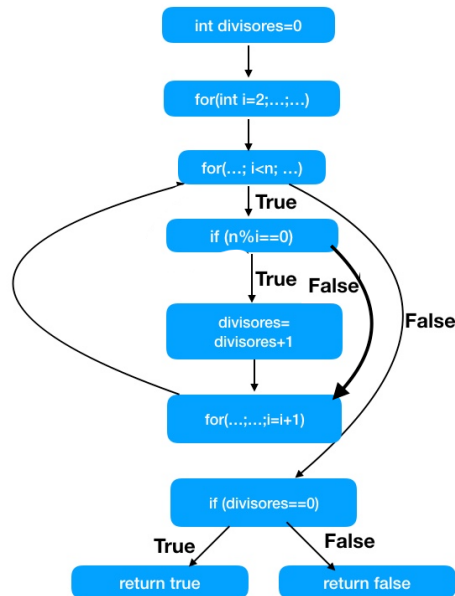 int divisores=0
for(int i=2;...;...)
for(...; i<n; ...)
True
if (n%i==0)
True
False
False
divisores=
divisores+1
for(...;...;i=i+1)
if (divisores==0)
True
False
return true
return false